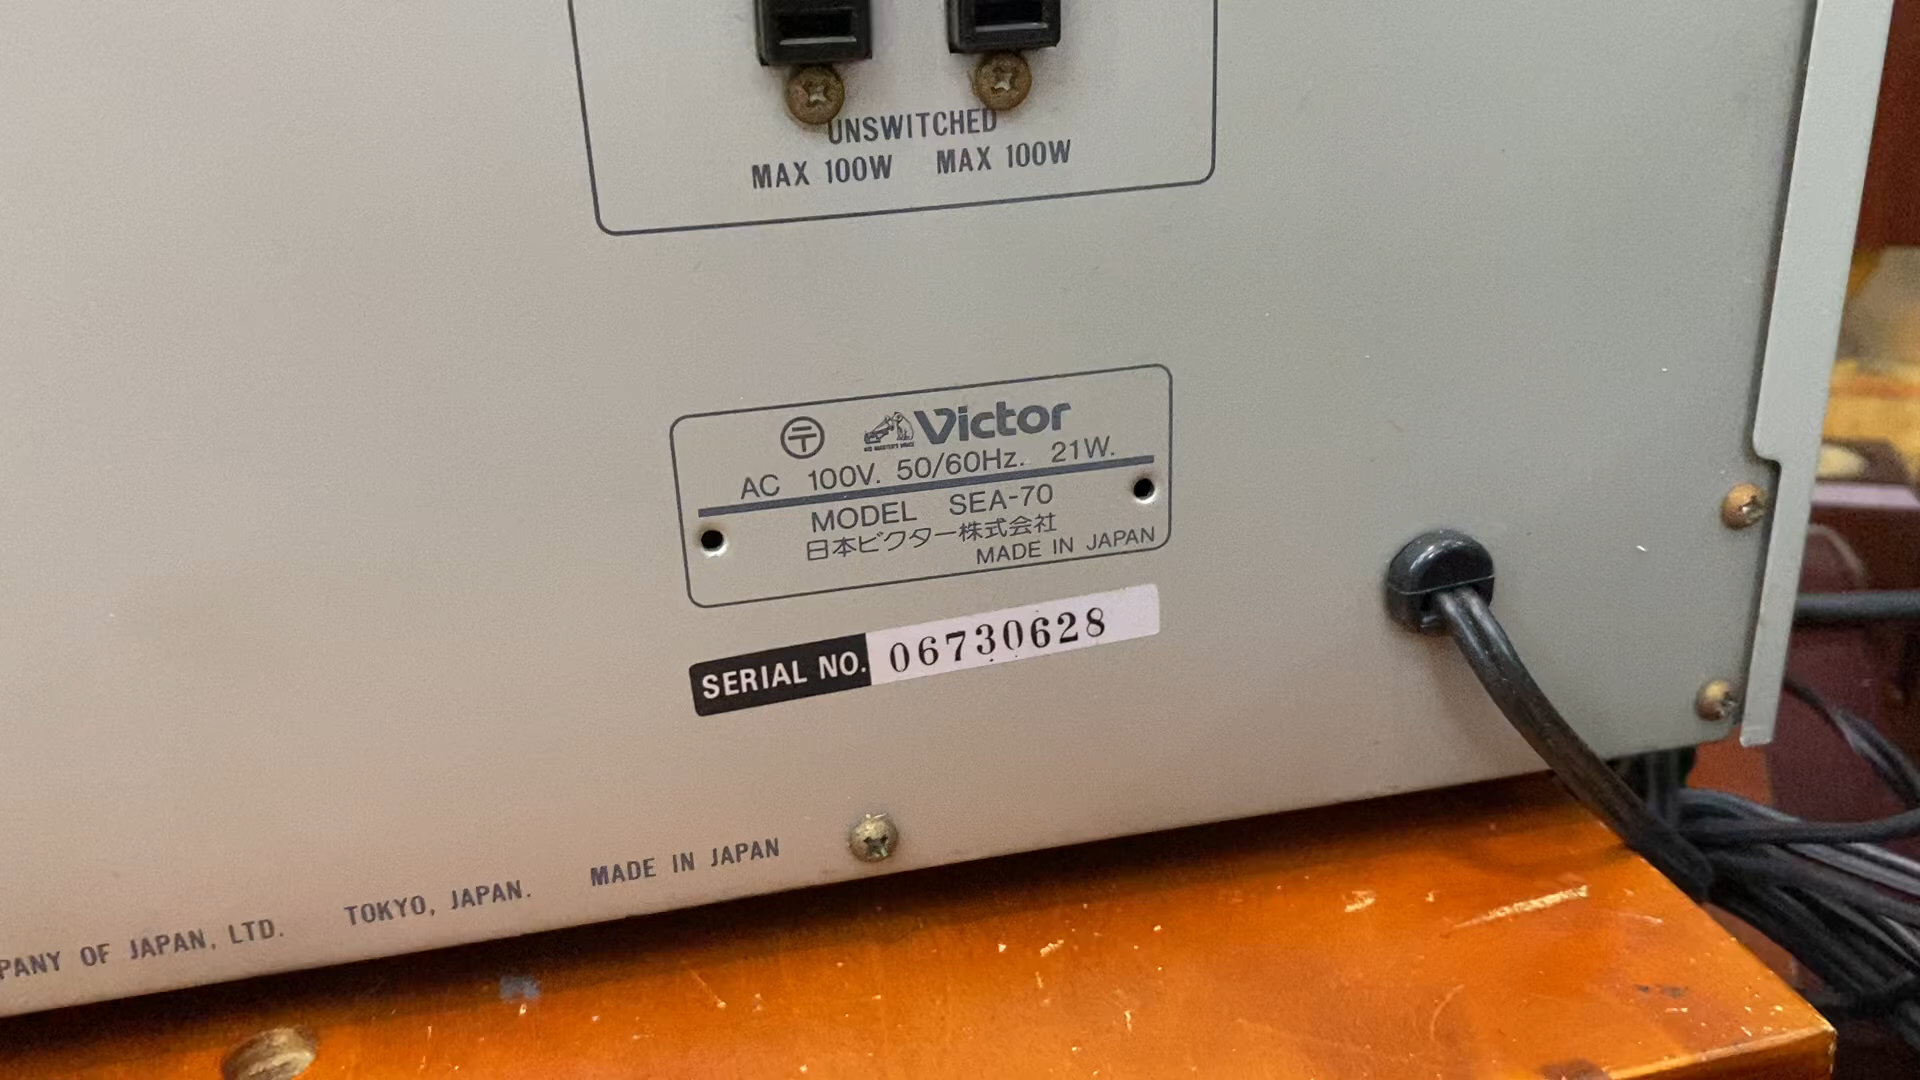 UNSWITCHED
MAX 100W MAX 100W
〒 Victor
AC 100V. 50/60Hz. 21W.
MODEL SEA-70
日本ビクター株式会社
MADE IN JAPAN
SERIAL NO. 06730628
PANY OF JAPAN, LTD. TOKYO, JAPAN. MADE IN JAPAN